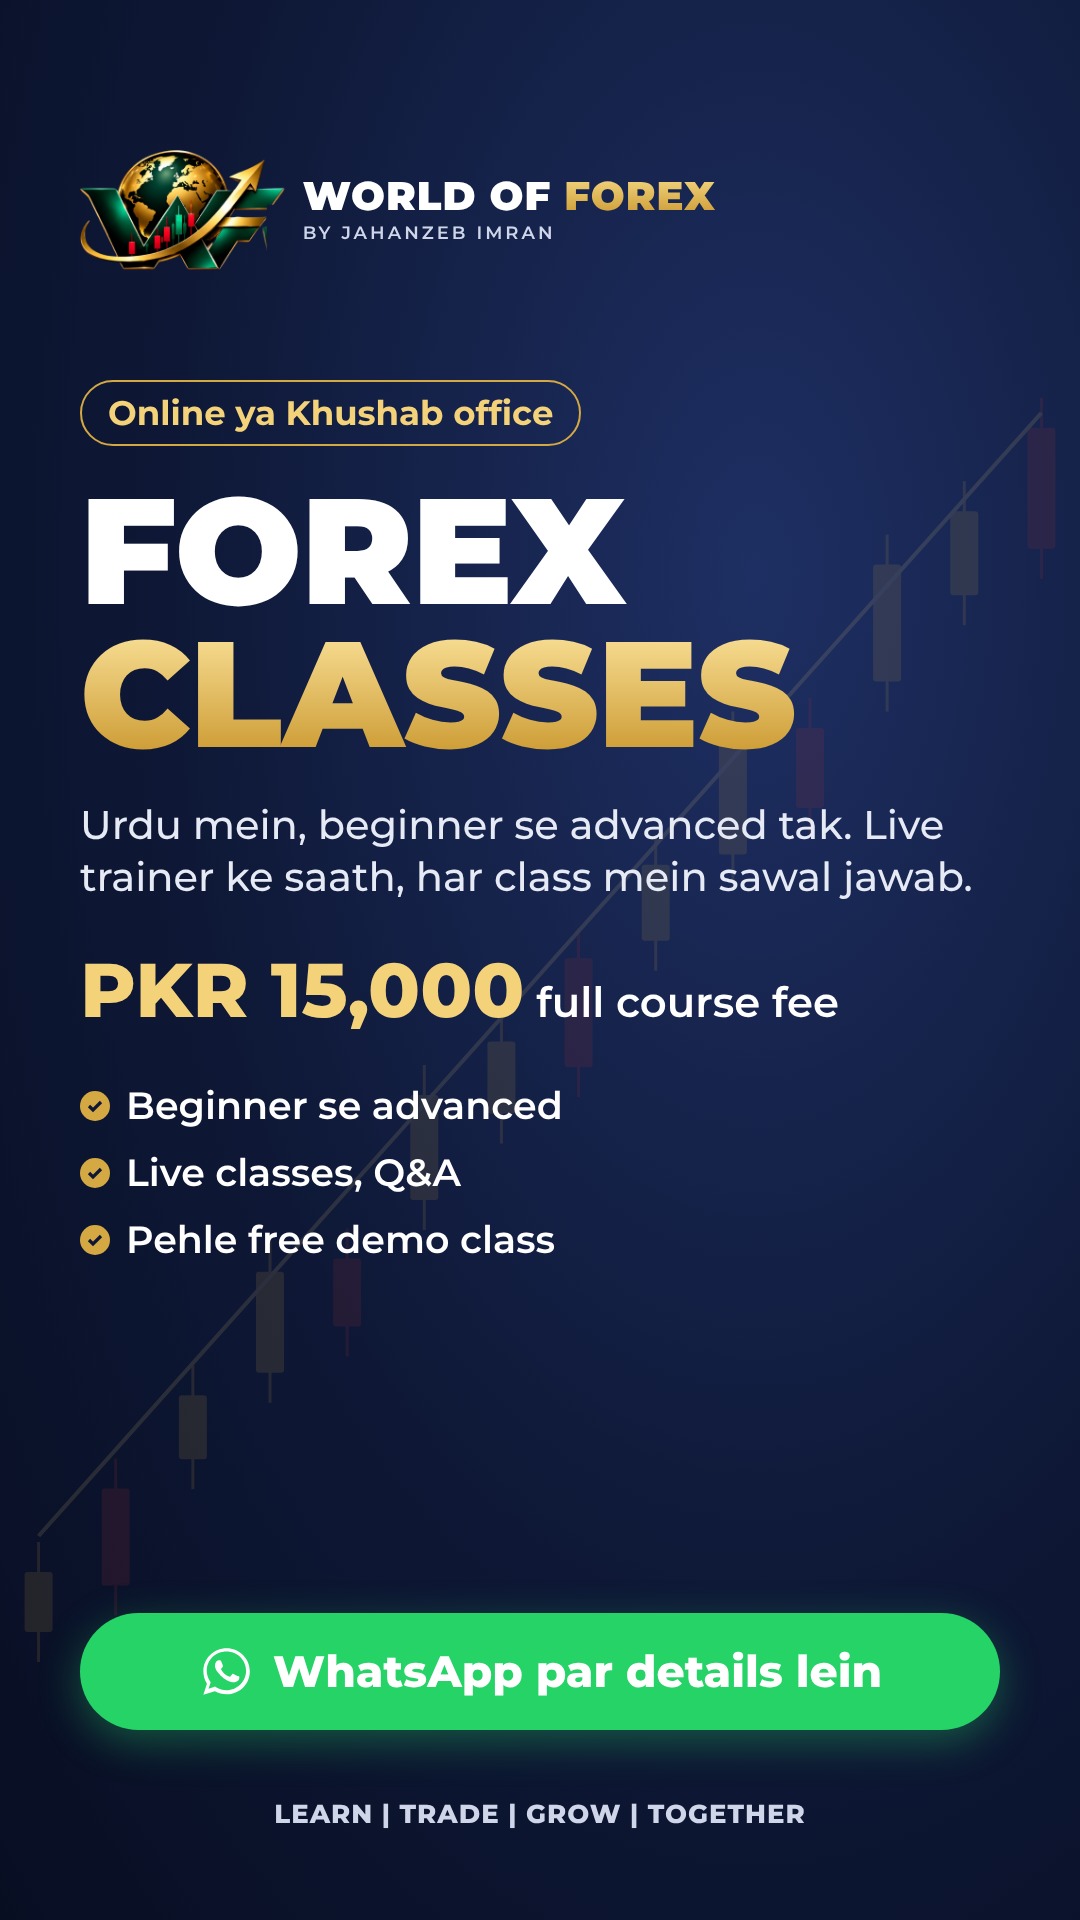 WORLD OF FOREX
BY JAHANZEB IMRAN
Online ya Khushab office
FOREX
CLASSES
Urdu mein, beginner se advanced tak. Live
trainer ke saath, har class mein sawal jawab.
PKR 15,000 full course fee
Beginner se advanced
Live classes, Q&A
Pehle free demo class
WhatsApp par details lein
LEARN | TRADE | GROW | TOGETHER